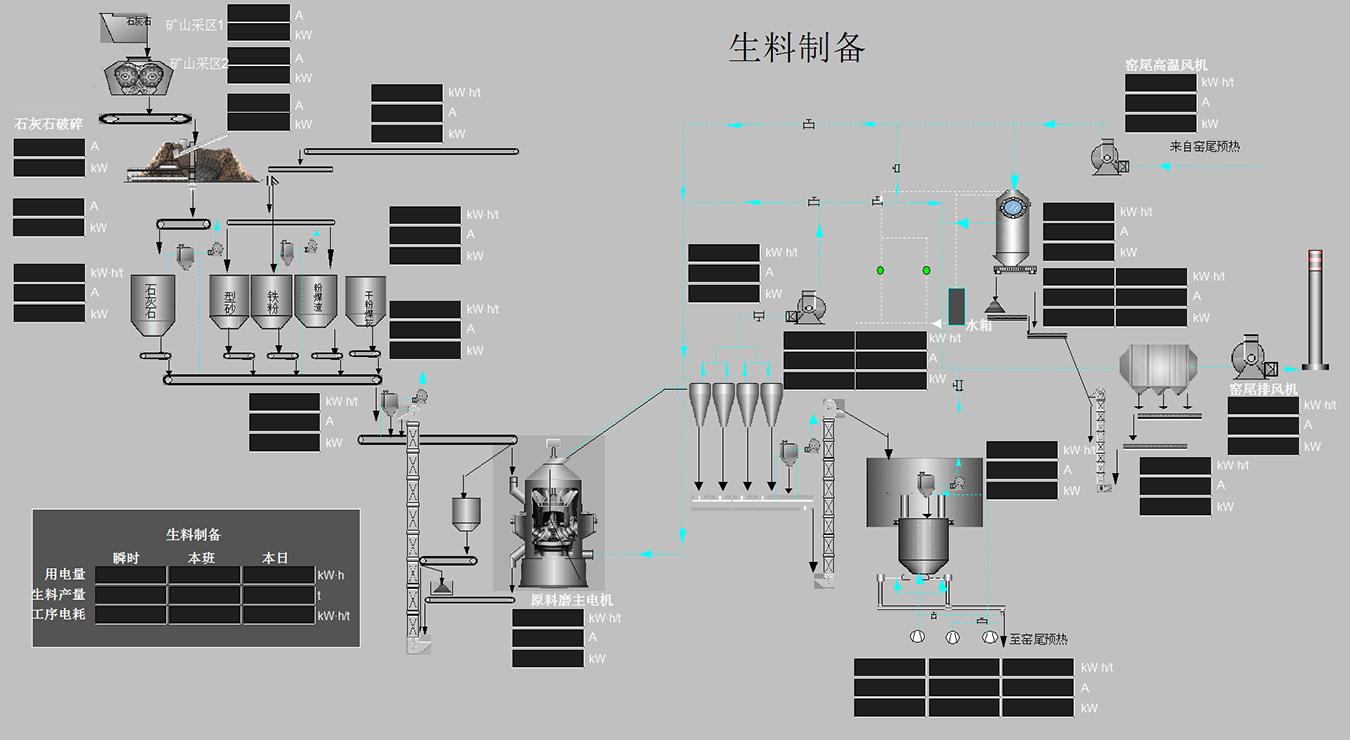 生料制备
石灰石
矿山采区1
A
kW
矿山采区2
A
kW
A
kW
石灰石破碎
A
kW
A
kW
kW·h/t
A
kW
kW·h/t
A
kW
kW·h/t
A
kW
kW·h/t
A
kW
石灰石
型砂
铁粉
粉煤渣
干粉煤灰
kW·h/t
A
kW
窑尾高温风机
kW·h/t
A
kW
来自窑尾预热
kW·h/t
A
kW
kW·h/t
A
kW
kW·h/t
A
kW
水箱
kW·h/t
A
kW
窑尾排风机
kW·h/t
A
kW
kW·h/t
A
kW
kW·h/t
A
kW
生料制备
瞬时 本班 本日
用电量 kW·h
生料产量 t
工序电耗 kW·h/t
原料磨主电机
kW·h/t
A
kW
至窑尾预热
kW·h/t
A
kW